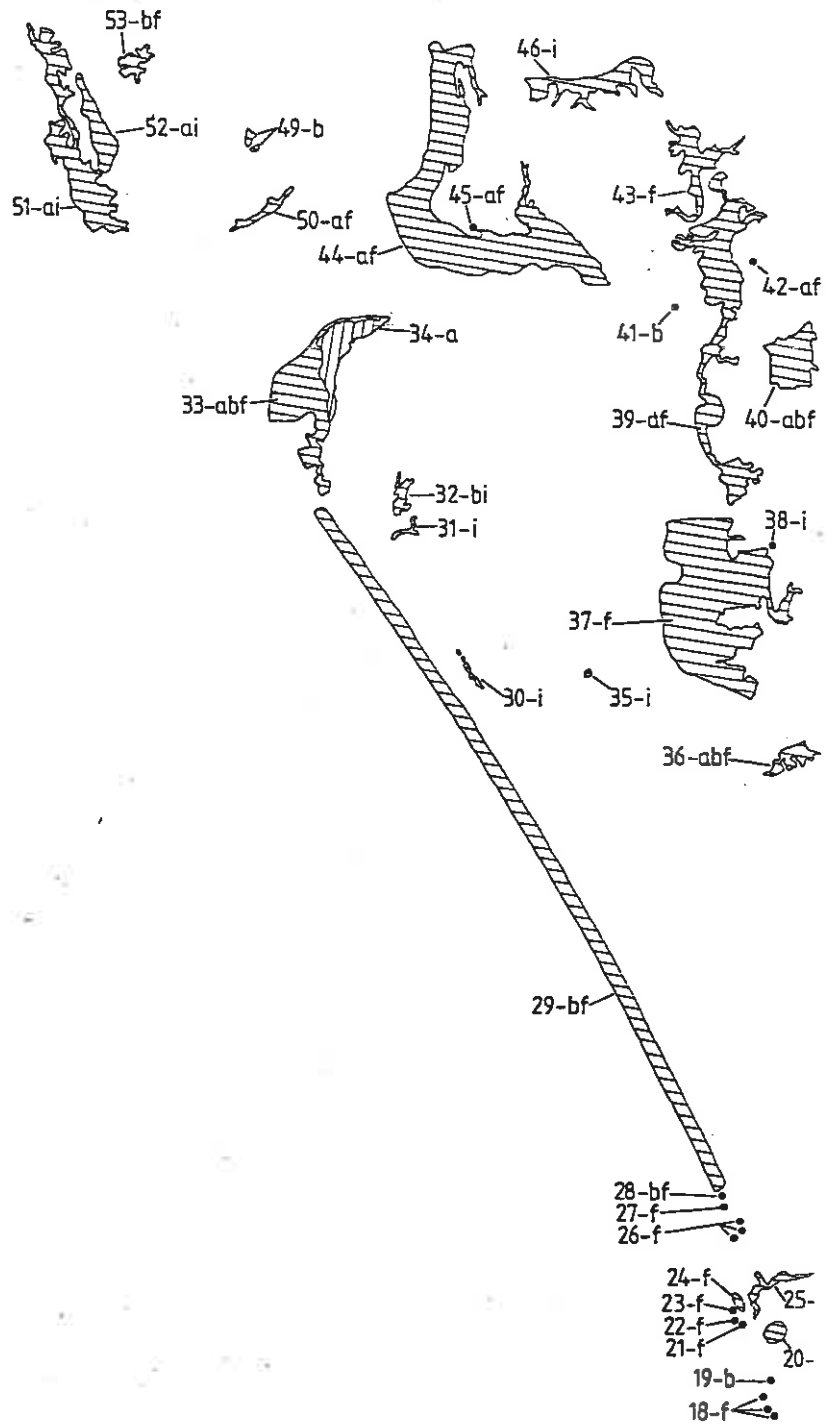 53-bf
46-i
52-ai
49-b
51-ai
50-af
45-af
44-af
43-f
42-af
41-b
34-a
33-abf
40-abf
39-df
32-bi
31-i
38-i
37-f
30-i
35-i
36-abf
29-bf
28-bf
27-f
26-f
24-f
25-
23-f
22-f
21-f
20-
19-b
18-f